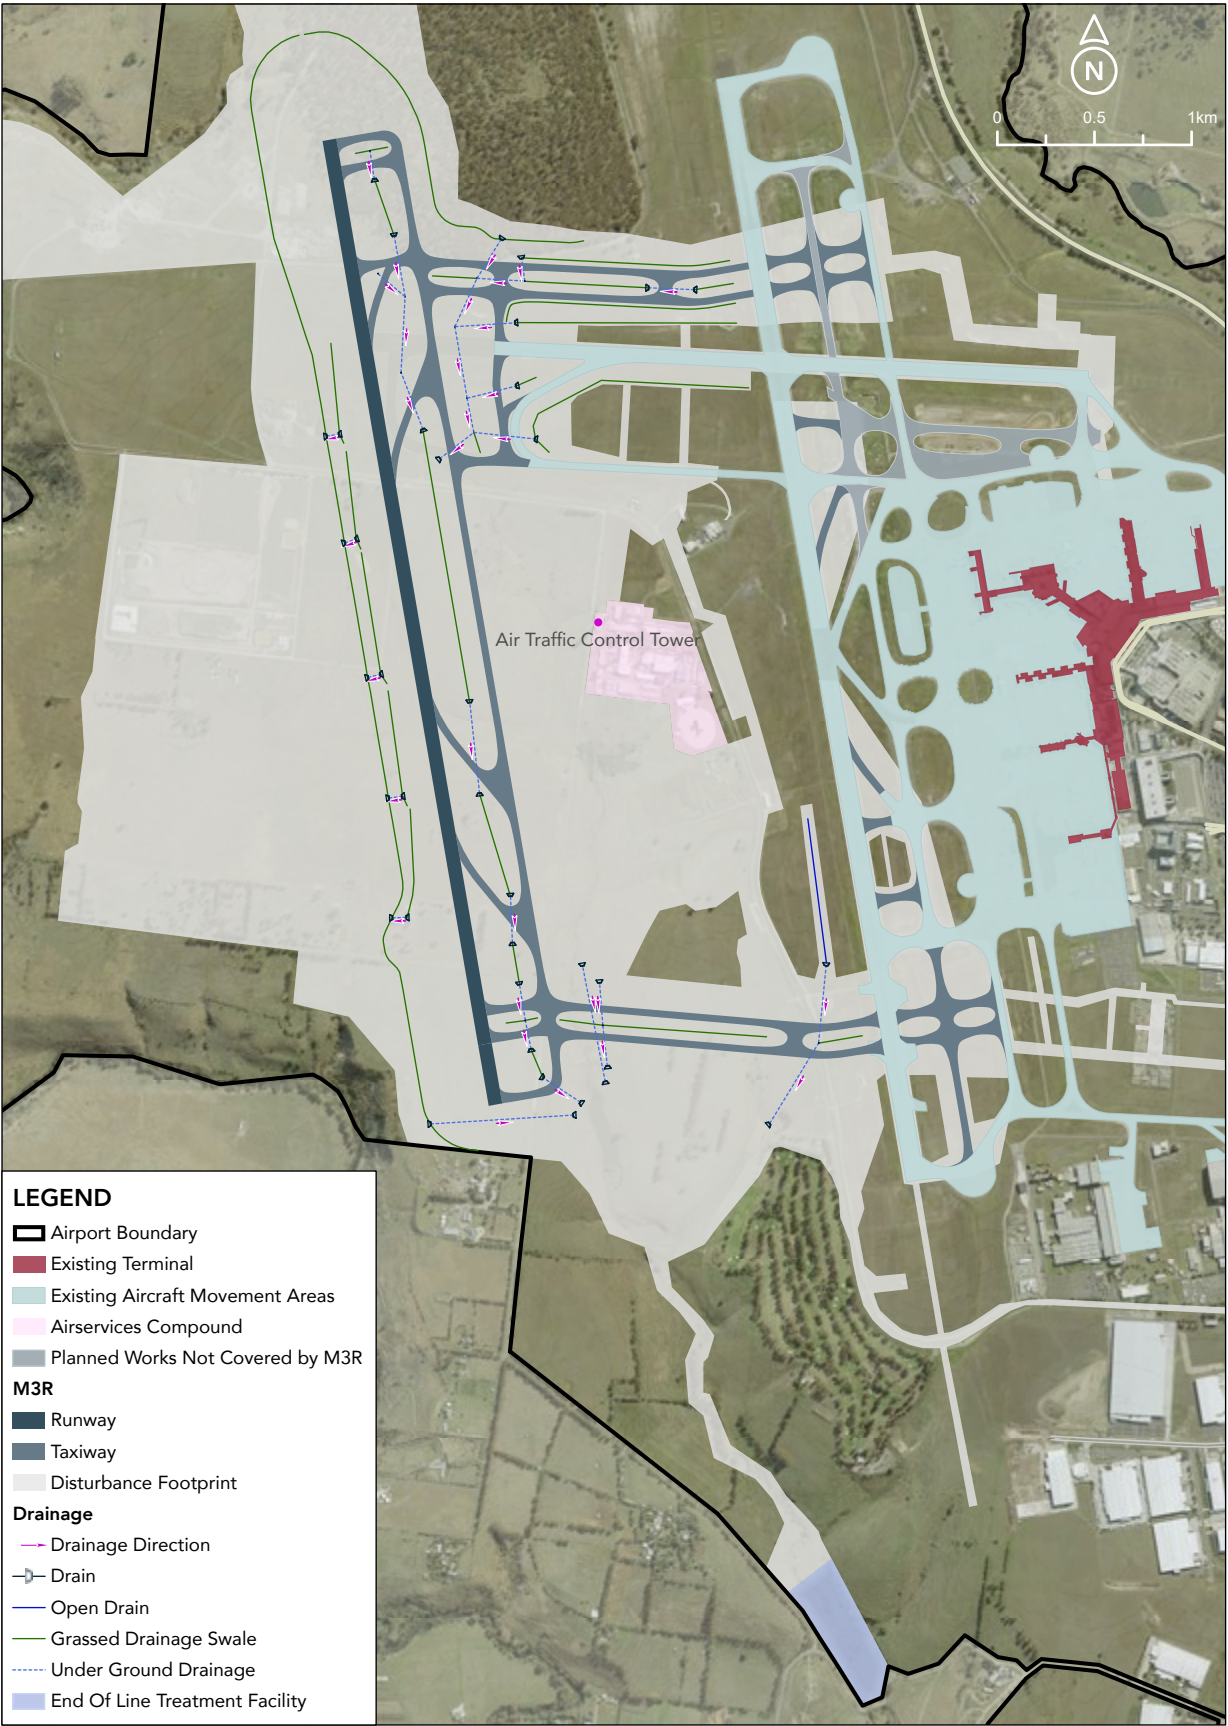 N
0 0.5 1km
Air Traffic Control Tower
LEGEND
Airport Boundary
Existing Terminal
Existing Aircraft Movement Areas
Airservices Compound
Planned Works Not Covered by M3R
M3R
Runway
Taxiway
Disturbance Footprint
Drainage
Drainage Direction
Drain
Open Drain
Grassed Drainage Swale
Under Ground Drainage
End Of Line Treatment Facility